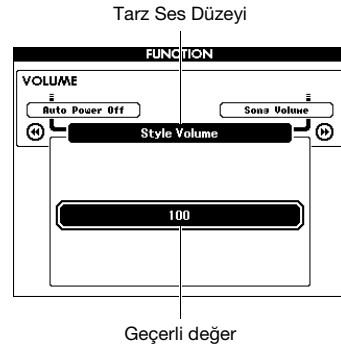 Tarz Ses Düzeyi
FUNCTION
VOLUME
Auto Power Off
Song Volume
Style Volume
100
Geçerli değer